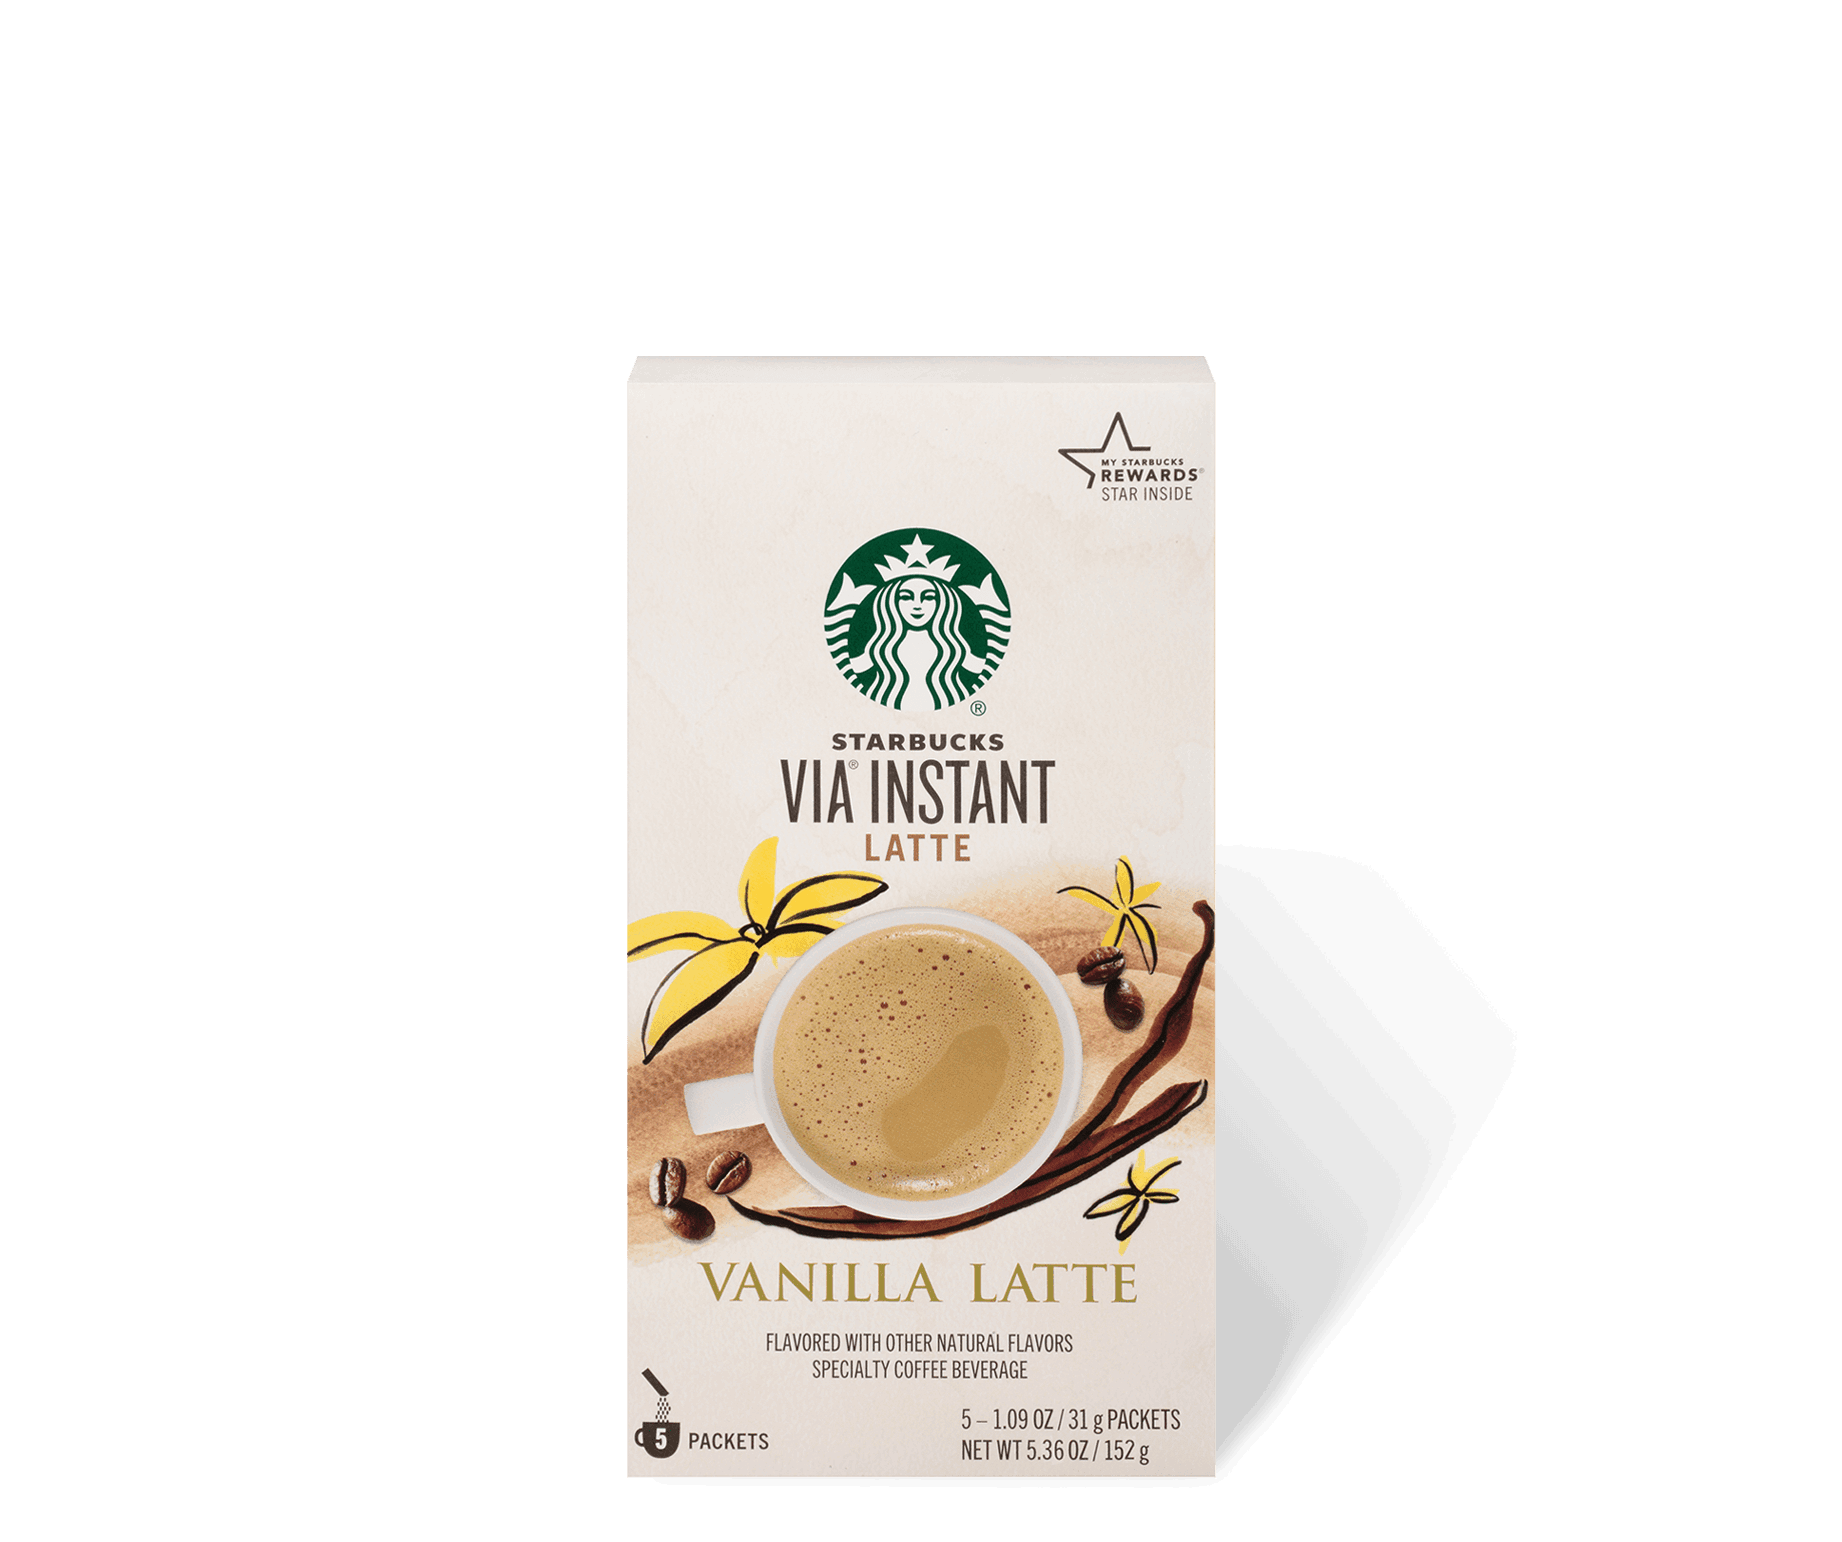 MY STARBUCKS
REWARDS®
STAR INSIDE
®
STARBUCKS
VIA® INSTANT
LATTE
VANILLA LATTE
FLAVORED WITH OTHER NATURAL FLAVORS
SPECIALTY COFFEE BEVERAGE
5 PACKETS
5 – 1.09 OZ / 31 g PACKETS
NET WT 5.36 OZ / 152 g